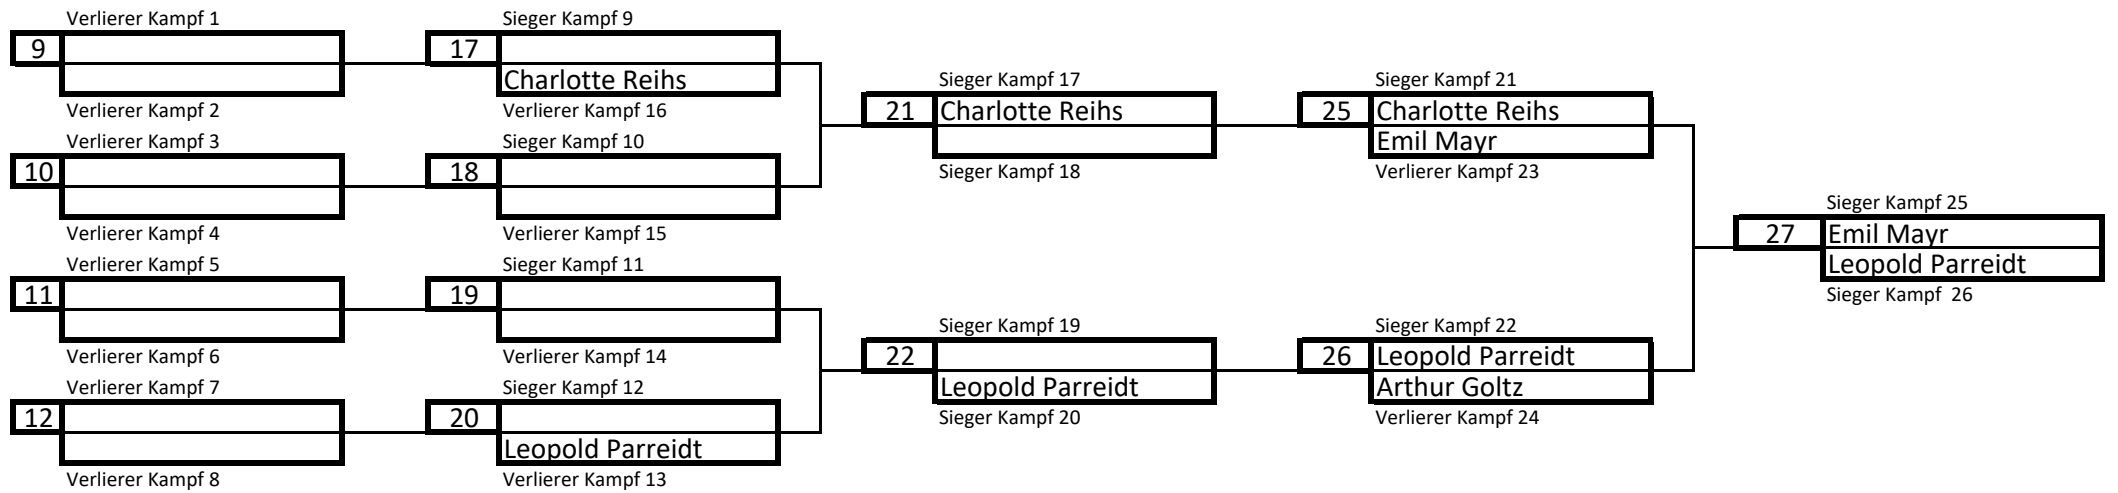 Verlierer Kampf 1
9
Verlierer Kampf 2
Verlierer Kampf 3
10
Verlierer Kampf 4
Verlierer Kampf 5
11
Verlierer Kampf 6
Verlierer Kampf 7
12
Verlierer Kampf 8
Sieger Kampf 9
17
Charlotte Reihs
Verlierer Kampf 16
Sieger Kampf 10
18
Verlierer Kampf 15
Sieger Kampf 11
19
Verlierer Kampf 14
Sieger Kampf 12
20
Leopold Parreidt
Verlierer Kampf 13
Sieger Kampf 17
21 Charlotte Reihs
Sieger Kampf 18
Sieger Kampf 19
22
Leopold Parreidt
Sieger Kampf 20
Sieger Kampf 21
25 Charlotte Reihs
Emil Mayr
Verlierer Kampf 23
Sieger Kampf 22
26 Leopold Parreidt
Arthur Goltz
Verlierer Kampf 24
Sieger Kampf 25
27 Emil Mayr
Leopold Parreidt
Sieger Kampf 26